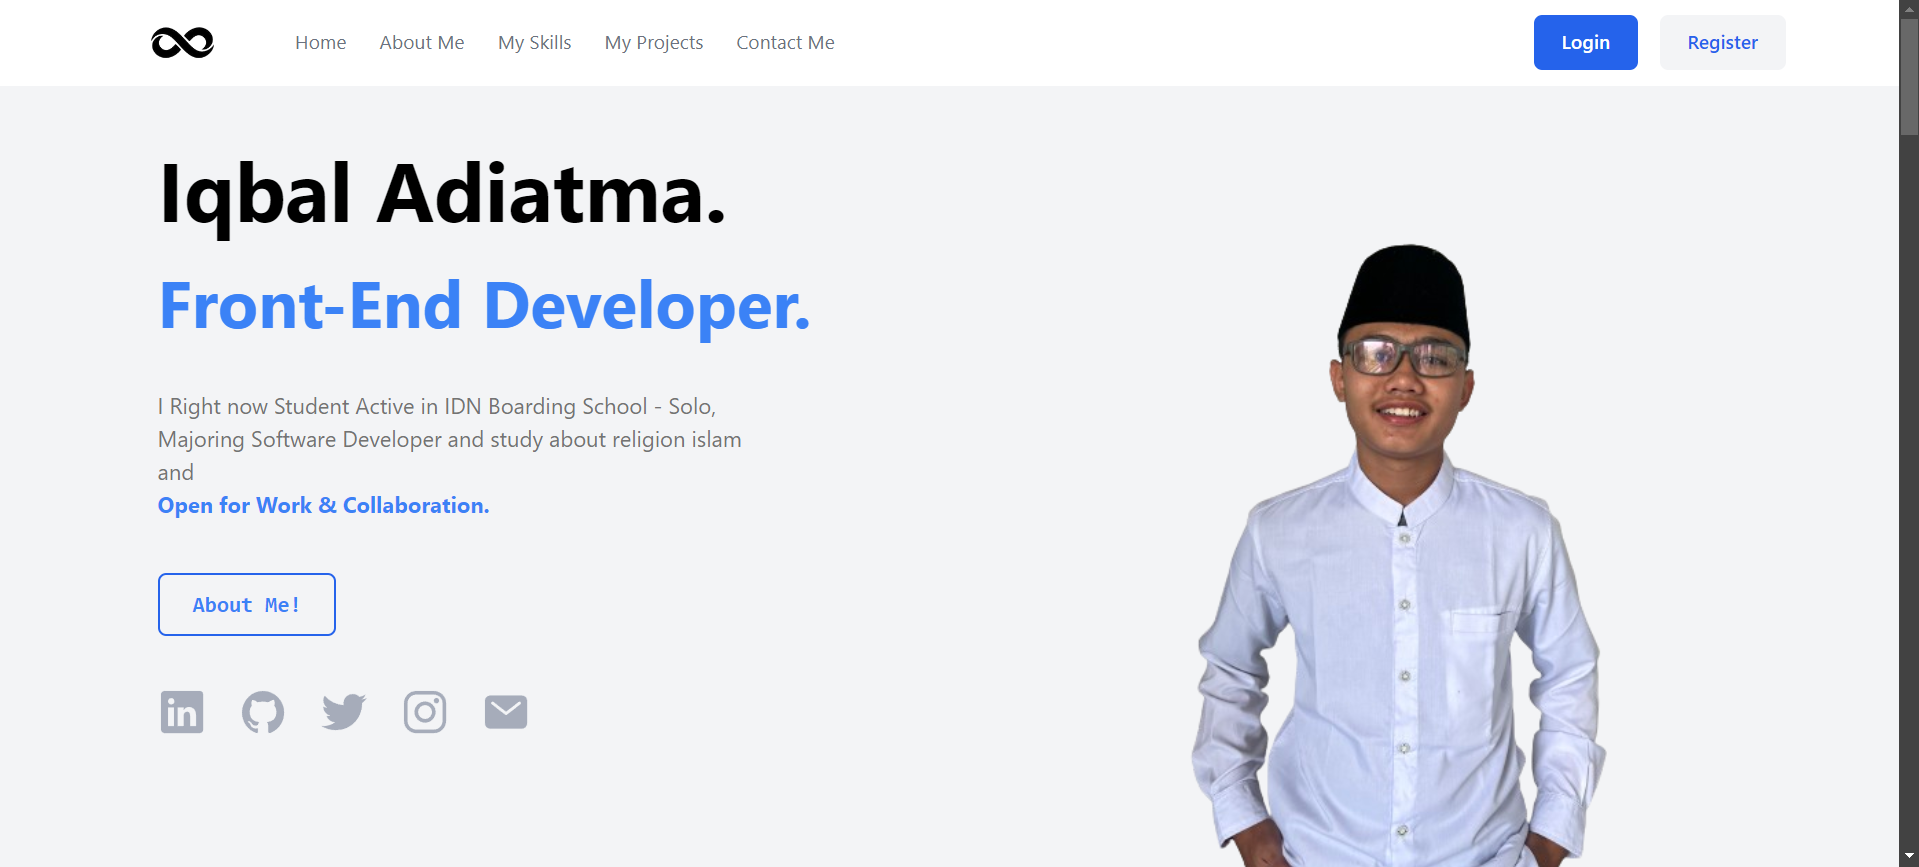 Home About Me My Skills My Projects Contact Me Login Register
Iqbal Adiatma.
Front-End Developer.
I Right now Student Active in IDN Boarding School - Solo,
Majoring Software Developer and study about religion islam
and
Open for Work & Collaboration.
About Me!
in